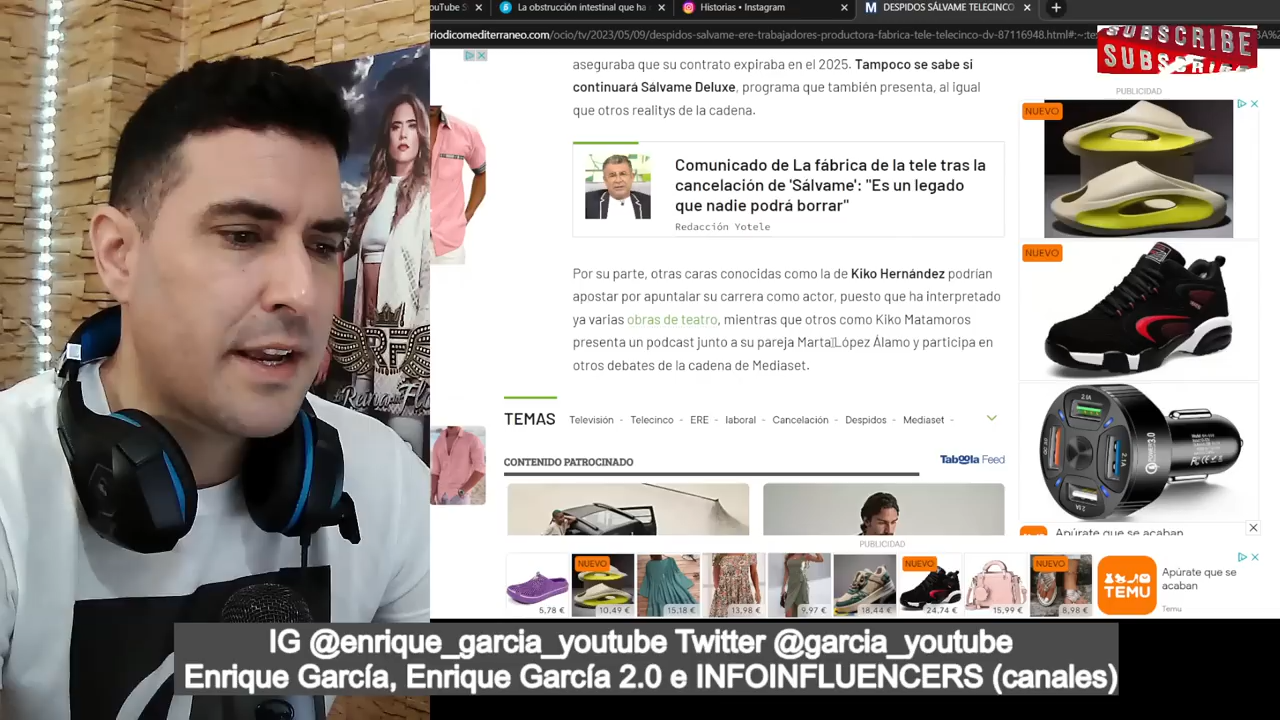 YouTube S
La obstrucción intestinal que ha
Historias • Instagram
DESPIDOS SÁLVAME TELECINCO
riodicomediterraneo.com/ocio/tv/2023/05/09/despidos-salvame-ere-trabajadores-productora-fabrica-tele-telecinco-dv-87116948.html#:~:te
SUBSCRIBE
SUBSCRIBE
aseguraba que su contrato expiraba en el 2025. Tampoco se sabe si
continuará Sálvame Deluxe, programa que también presenta, al igual
que otros realitys de la cadena.
Comunicado de La fábrica de la tele tras la
cancelación de 'Sálvame': "Es un legado
que nadie podrá borrar"
Redacción Yotele
Por su parte, otras caras conocidas como la de Kiko Hernández podrían
apostar por apuntalar su carrera como actor, puesto que ha interpretado
ya varias obras de teatro, mientras que otros como Kiko Matamoros
presenta un podcast junto a su pareja Marta López Álamo y participa en
otros debates de la cadena de Mediaset.
TEMAS
Televisión - Telecinco - ERE - laboral - Cancelación - Despidos - Mediaset -
CONTENIDO PATROCINADO
Taboola Feed
PUBLICIDAD
NUEVO
NUEVO
Apúrate que se acaban
PUBLICIDAD
NUEVO
NUEVO
NUEVO
5,78 €
10,49 €
15,18 €
13,98 €
9,97 €
18,44 €
24,74 €
15,99 €
8,98 €
TEMU
Apúrate que se
acaban
Temu
RF
IG @enrique_garcia_youtube Twitter @garcia_youtube
Enrique García, Enrique García 2.0 e INFOINFLUENCERS (canales)